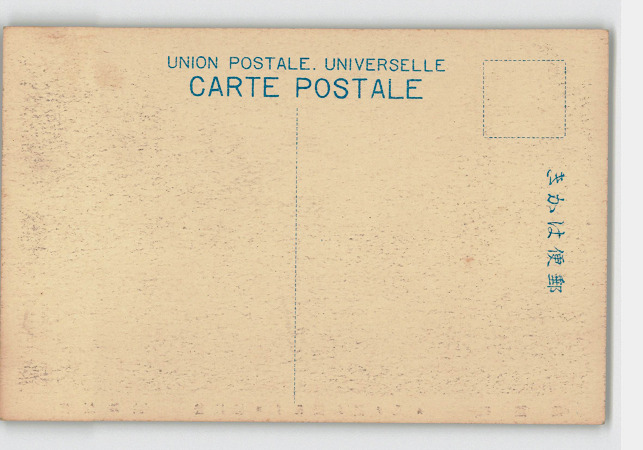 UNION POSTALE. UNIVERSELLE
CARTE POSTALE
郵便はかき